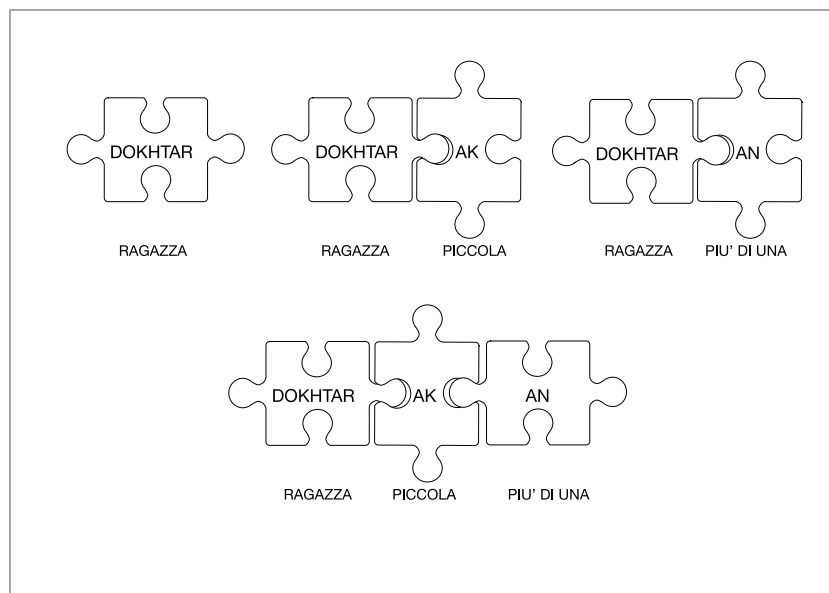 DOKHTAR
DOKHTAR AK
DOKHTAR AN
RAGAZZA
RAGAZZA PICCOLA
RAGAZZA PIU' DI UNA
DOKHTAR AK AN
RAGAZZA PICCOLA PIU' DI UNA